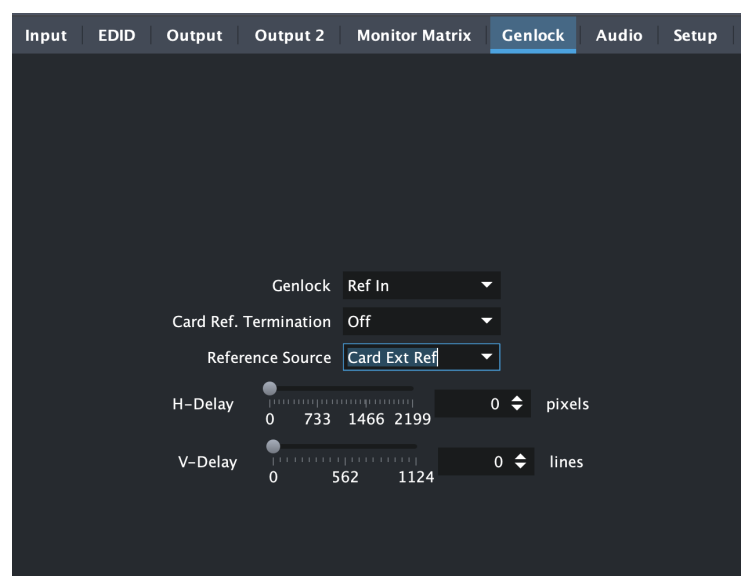 Input EDID Output Output 2 Monitor Matrix Genlock Audio Setup
Genlock Ref In
Card Ref. Termination Off
Reference Source Card Ext Ref
H-Delay 0 pixels
0 733 1466 2199
V-Delay 0 lines
0 562 1124